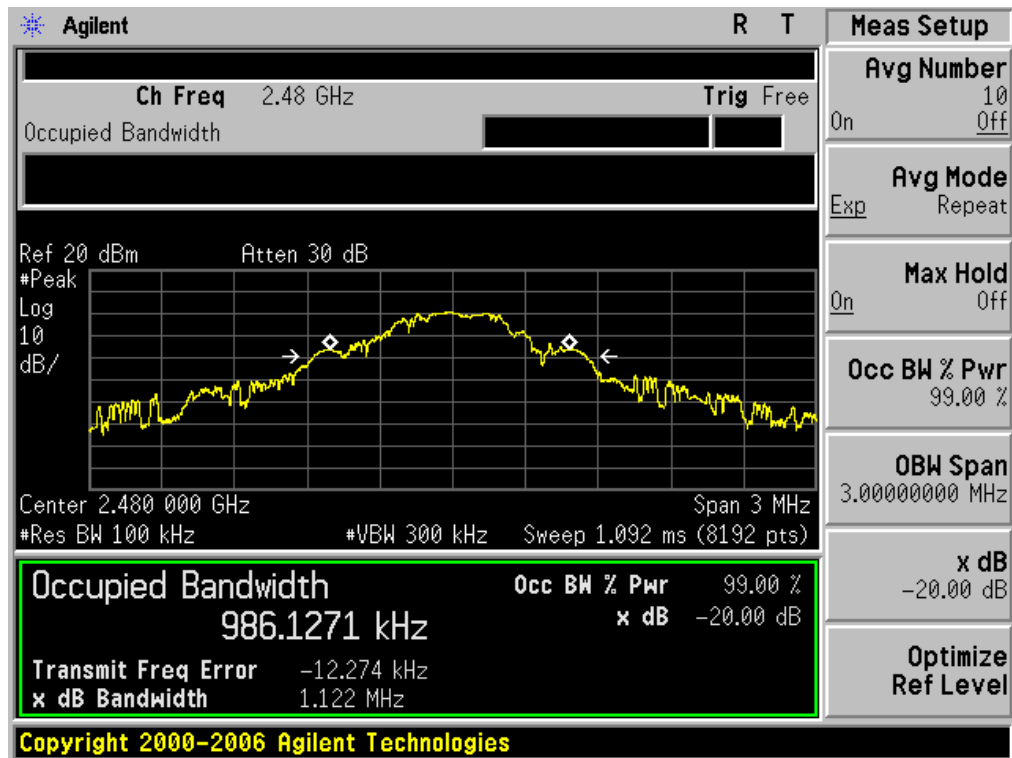 Agilent R T
Ch Freq 2.48 GHz Trig Free
Occupied Bandwidth
Ref 20 dBm Atten 30 dB
#Peak
Log
10
dB/
Center 2.480 000 GHz Span 3 MHz
#Res BW 100 kHz #VBW 300 kHz Sweep 1.092 ms (8192 pts)
Occupied Bandwidth Occ BW % Pwr 99.00 %
986.1271 kHz x dB -20.00 dB
Transmit Freq Error -12.274 kHz
x dB Bandwidth 1.122 MHz
Copyright 2000-2006 Agilent Technologies
Meas Setup
Avg Number
10
On Off
Avg Mode
Exp Repeat
Max Hold
On Off
Occ BW % Pwr
99.00 %
OBW Span
3.00000000 MHz
x dB
-20.00 dB
Optimize
Ref Level